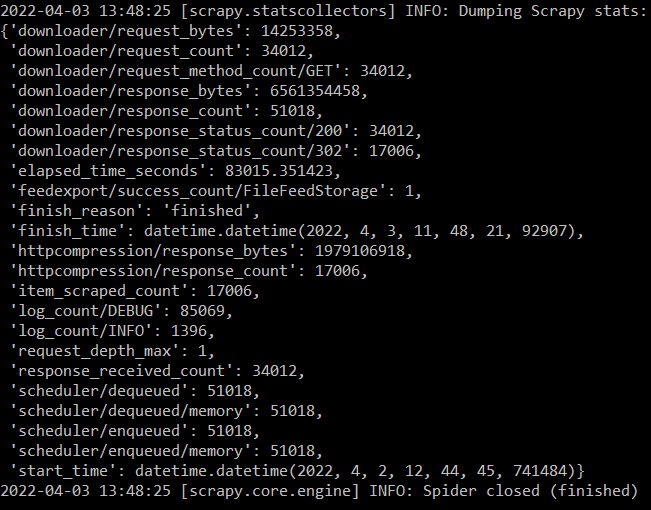 2022-04-03 13:48:25 [scrapy.statscollectors] INFO: Dumping Scrapy stats:
{'downloader/request_bytes': 14253358,
'downloader/request_count': 34012,
'downloader/request_method_count/GET': 34012,
'downloader/response_bytes': 6561354458,
'downloader/response_count': 51018,
'downloader/response_status_count/200': 34012,
'downloader/response_status_count/302': 17006,
'elapsed_time_seconds': 83015.351423,
'feedexport/success_count/FileFeedStorage': 1,
'finish_reason': 'finished',
'finish_time': datetime.datetime(2022, 4, 3, 11, 48, 21, 92907),
'httpcompression/response_bytes': 1979106918,
'httpcompression/response_count': 17006,
'item_scraped_count': 17006,
'log_count/DEBUG': 85069,
'log_count/INFO': 1396,
'request_depth_max': 1,
'response_received_count': 34012,
'scheduler/dequeued': 51018,
'scheduler/dequeued/memory': 51018,
'scheduler/enqueued': 51018,
'scheduler/enqueued/memory': 51018,
'start_time': datetime.datetime(2022, 4, 2, 12, 44, 45, 741484)}
2022-04-03 13:48:25 [scrapy.core.engine] INFO: Spider closed (finished)